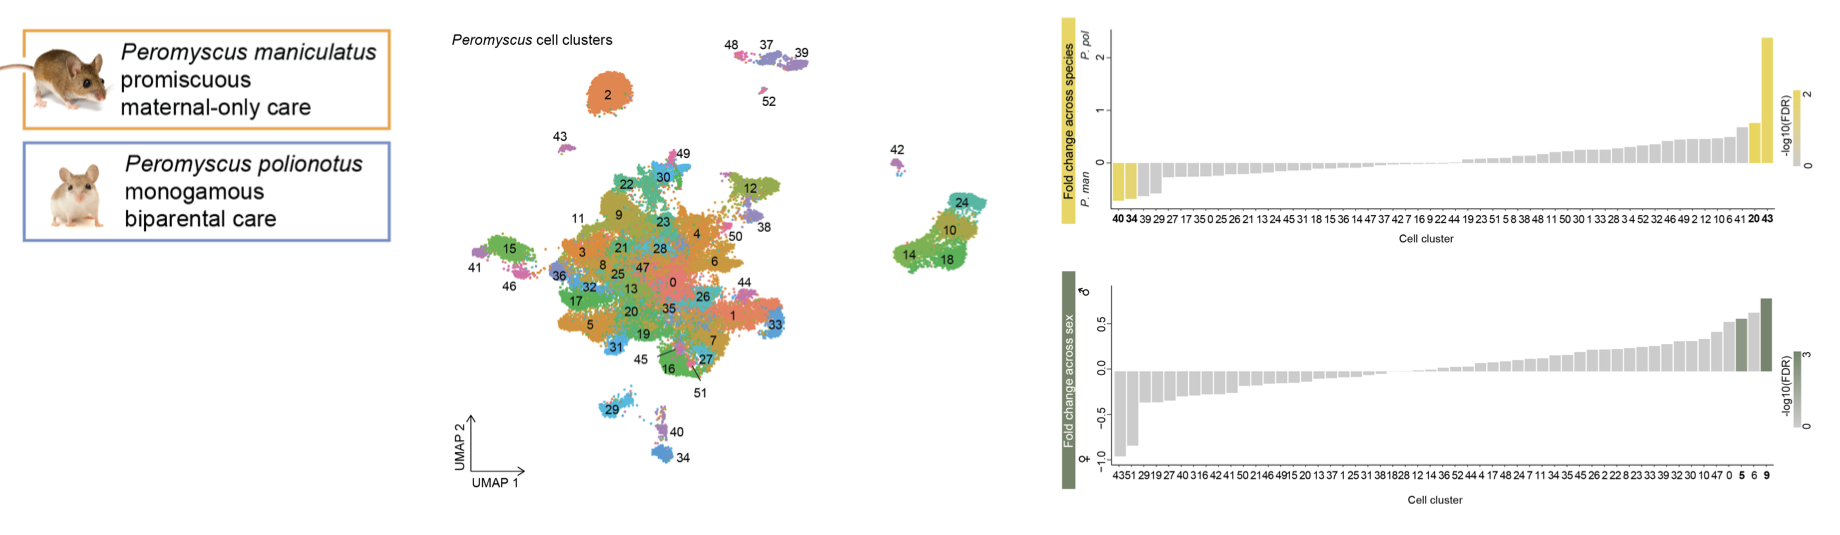 Peromyscus maniculatus
promiscuous
maternal-only care
Peromyscus polionotus
monogamous
biparental care
Peromyscus cell clusters
48 37 39
2
52
43
49
42
30
22 12
24
9
11 23 38
10
4 50
15 21 28
3
14 18
41 8 47 6
36 25
46 32 0
13 44
17 26
35
20 1
5 33
19
7
31
45 27
16
51
29
40
34
UMAP 2
UMAP 1
Fold change across species
P. man P. pol
2
1
0
40 34 39 29 27 17 35 0 25 26 21 13 24 45 31 18 15 36 14 47 37 42 7 16 9 22 44 19 23 51 5 8 38 48 11 50 30 1 33 28 3 4 52 32 46 49 2 12 10 6 41 20 43
Cell cluster
-log10(FDR)
2
0
Fold change across sex
♀ ♂
0.5
0.0
−0.5
−1.0
43 51 29 19 27 40 3 16 42 41 50 21 46 49 15 20 13 37 1 25 31 38 18 28 12 14 36 52 44 4 17 48 24 7 11 34 35 45 26 2 22 8 23 33 39 32 30 10 47 0 5 6 9
Cell cluster
-log10(FDR)
3
0